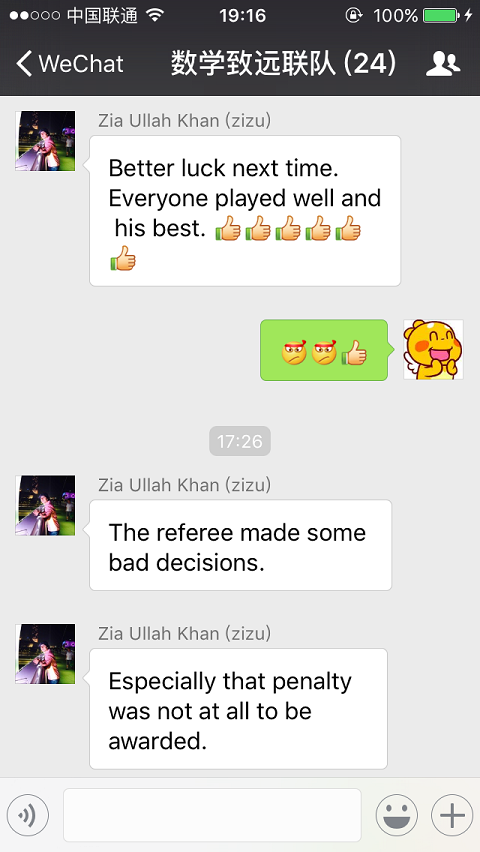 中国联通 19:16 100%
WeChat 数学致远联队 (24)
Zia Ullah Khan (zizu)
Better luck next time.
Everyone played well and
his best. 👍👍👍👍👍
👍
17:26
Zia Ullah Khan (zizu)
The referee made some
bad decisions.
Zia Ullah Khan (zizu)
Especially that penalty
was not at all to be
awarded.